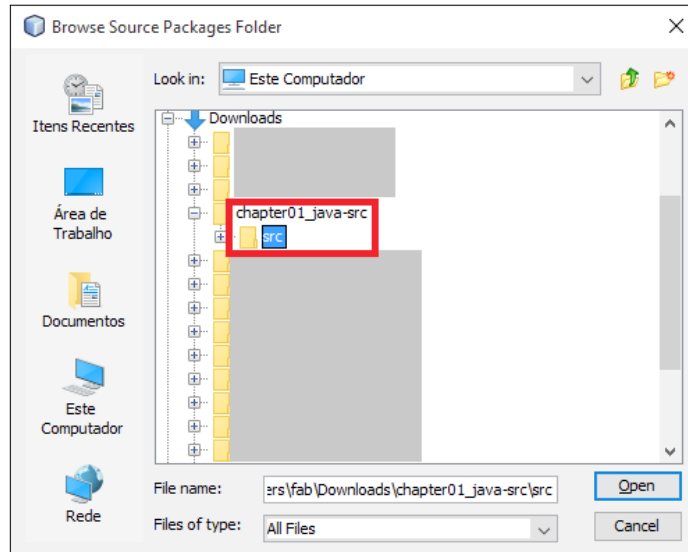 Browse Source Packages Folder
Look in: Este Computador
Itens Recentes
Área de
Trabalho
Documentos
Este
Computador
Rede
Downloads
chapter01_java-src
src
File name: ers\fab\Downloads\chapter01_java-src\src
Open
Files of type: All Files
Cancel